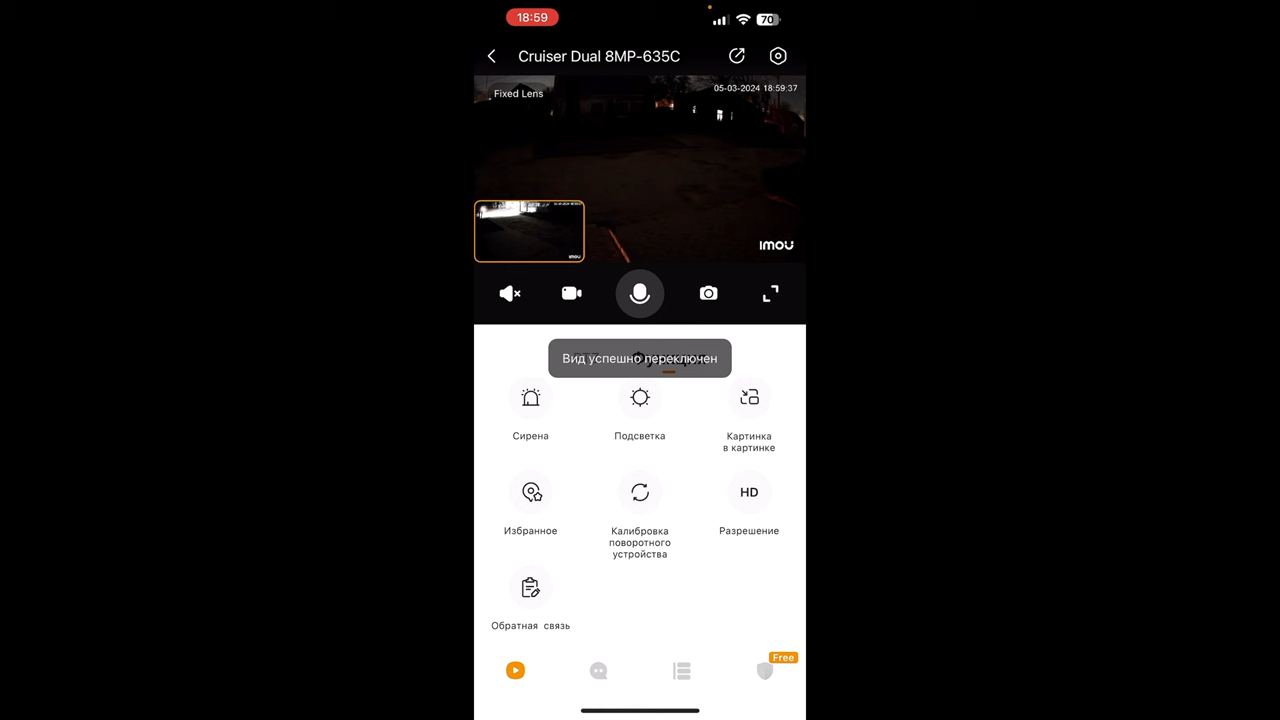 18:59
70
Cruiser Dual 8MP-635C
Fixed Lens
05-03-2024 18:59:37
imou
imou
Вид успешно переключен
Сирена
Подсветка
Картинка
в картинке
HD
Избранное
Калибровка
поворотного
устройства
Разрешение
Обратная связь
Free